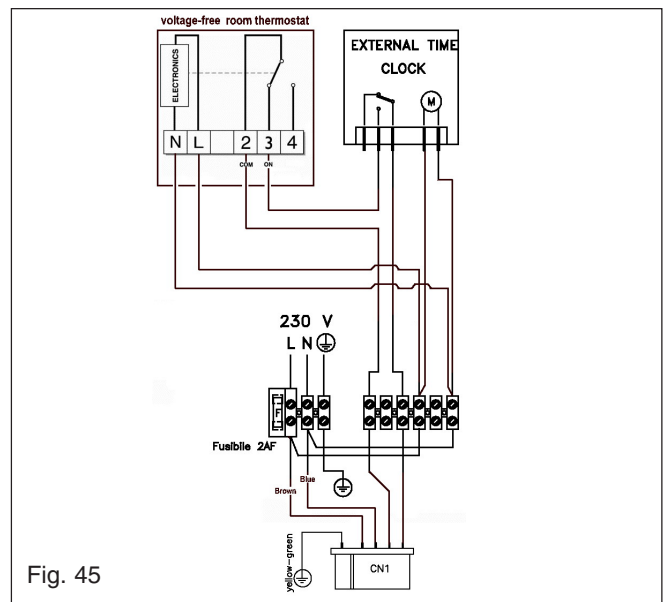 voltage-free room thermostat
ELECTRONICS
N L 2 3 4
COM ON
EXTERNAL TIME
CLOCK
M
230 V
L N
F
Fusibile 2AF
Blue
Brown
yellow-green
CN1
Fig. 45